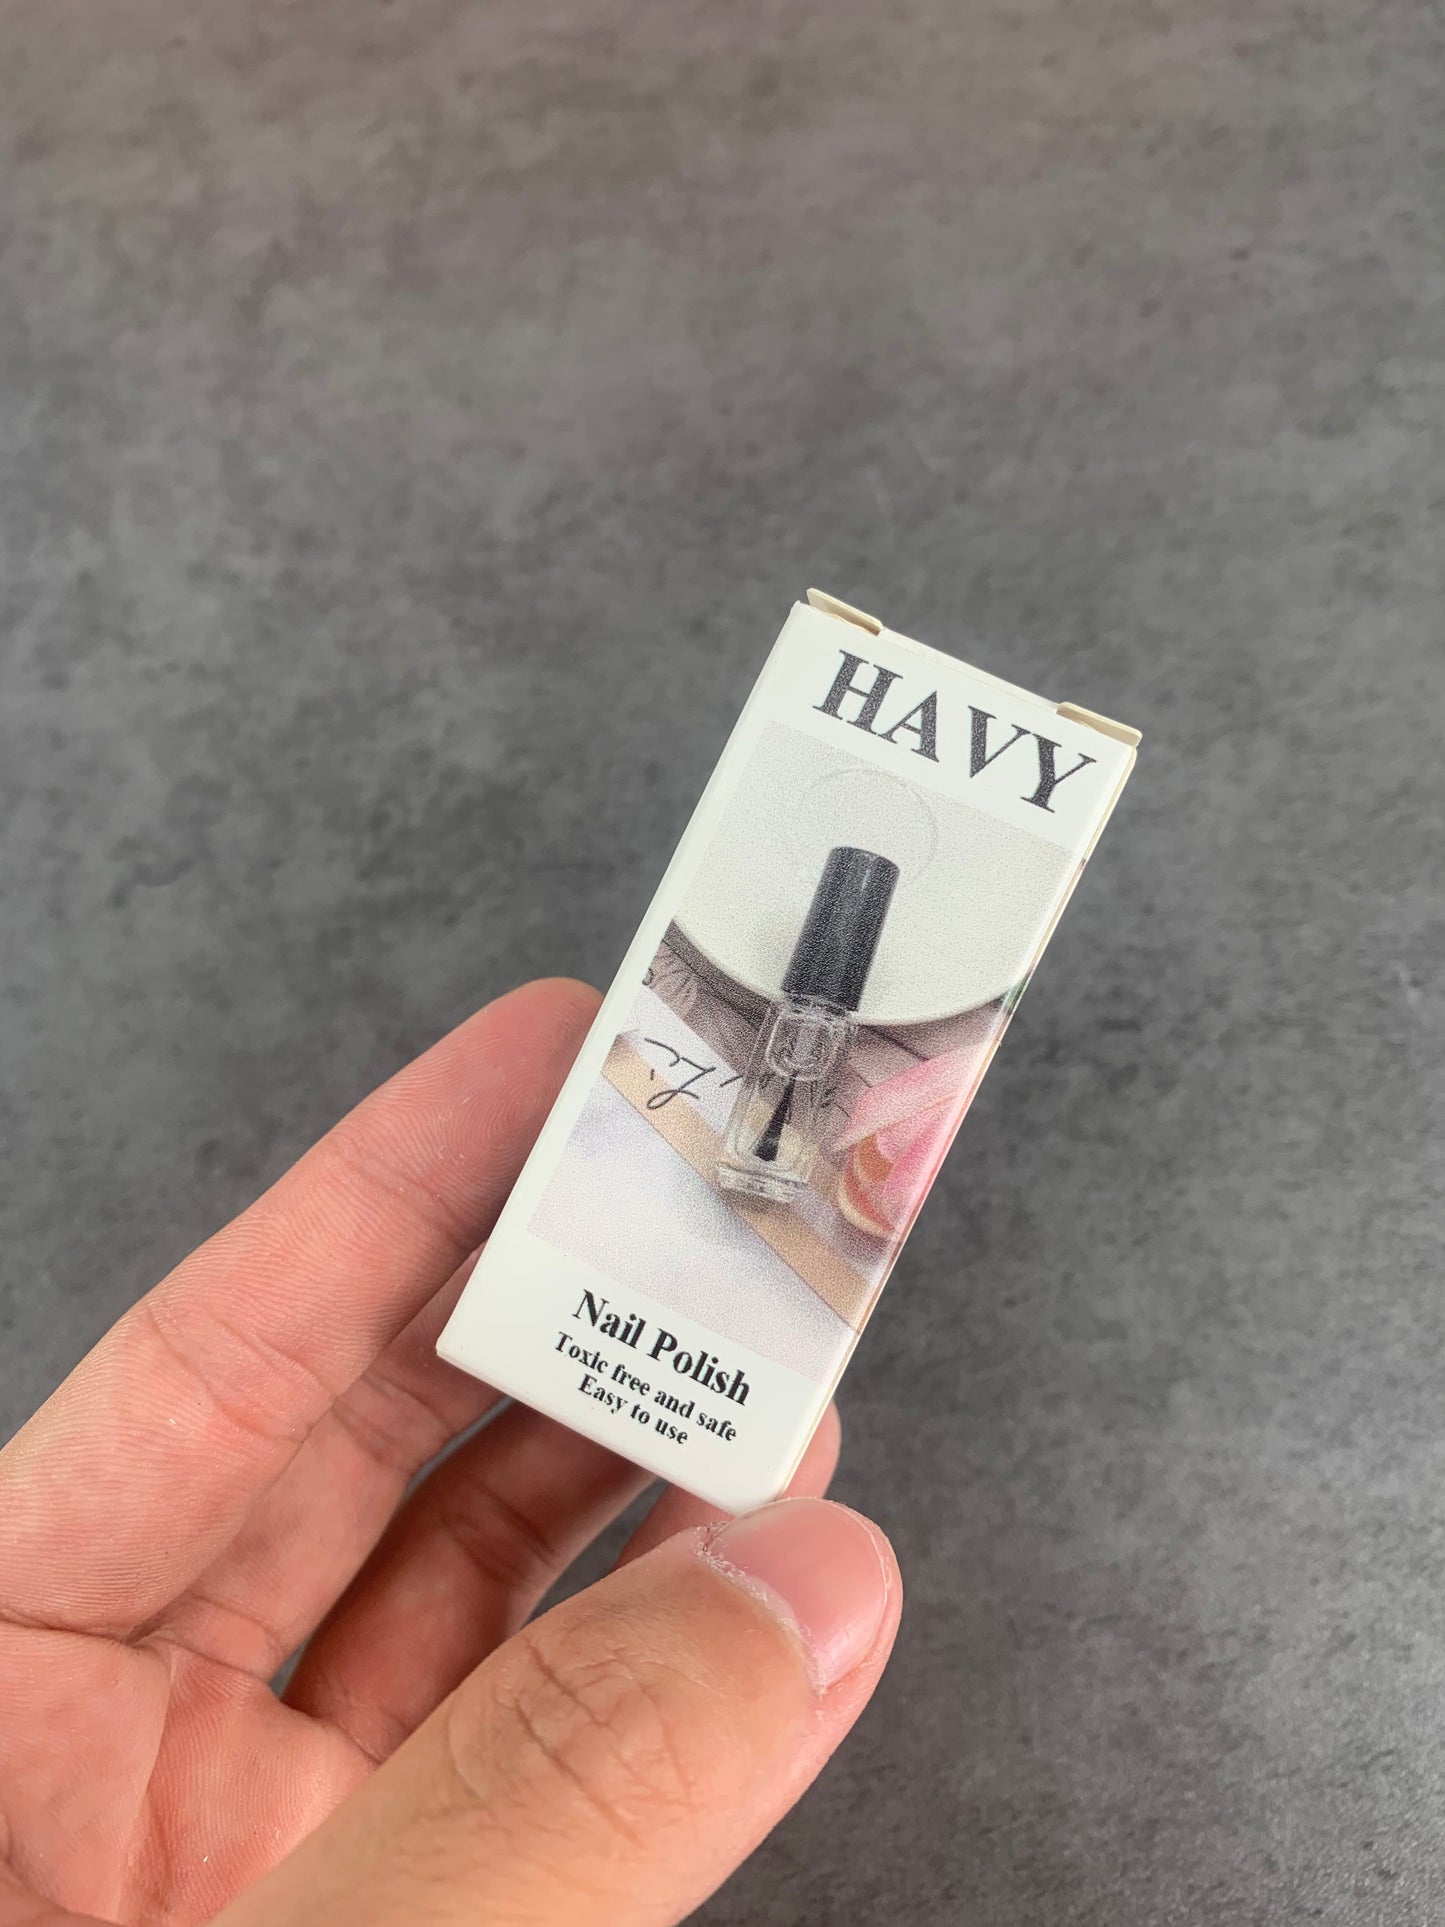 HAVY
Nail Polish
Toxic free and safe
Easy to use